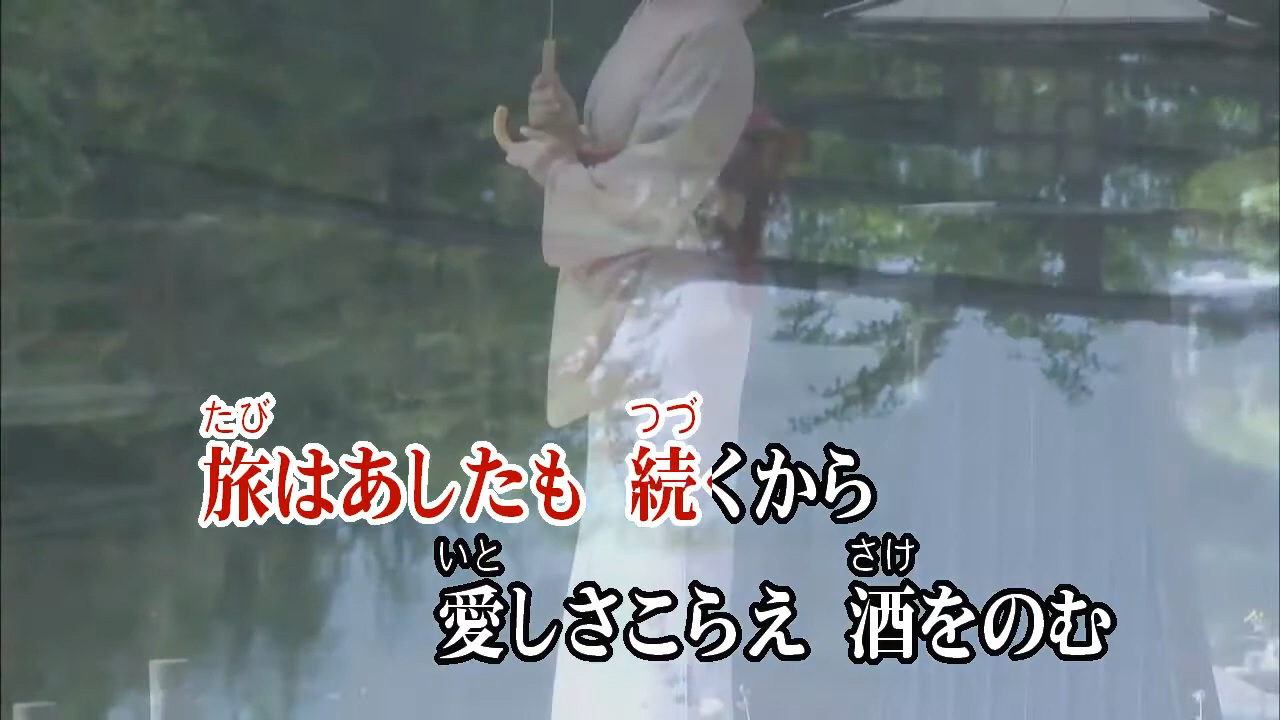 たび つづ
旅はあしたも 続くから
いと さけ
愛しさこらえ 酒をのむ